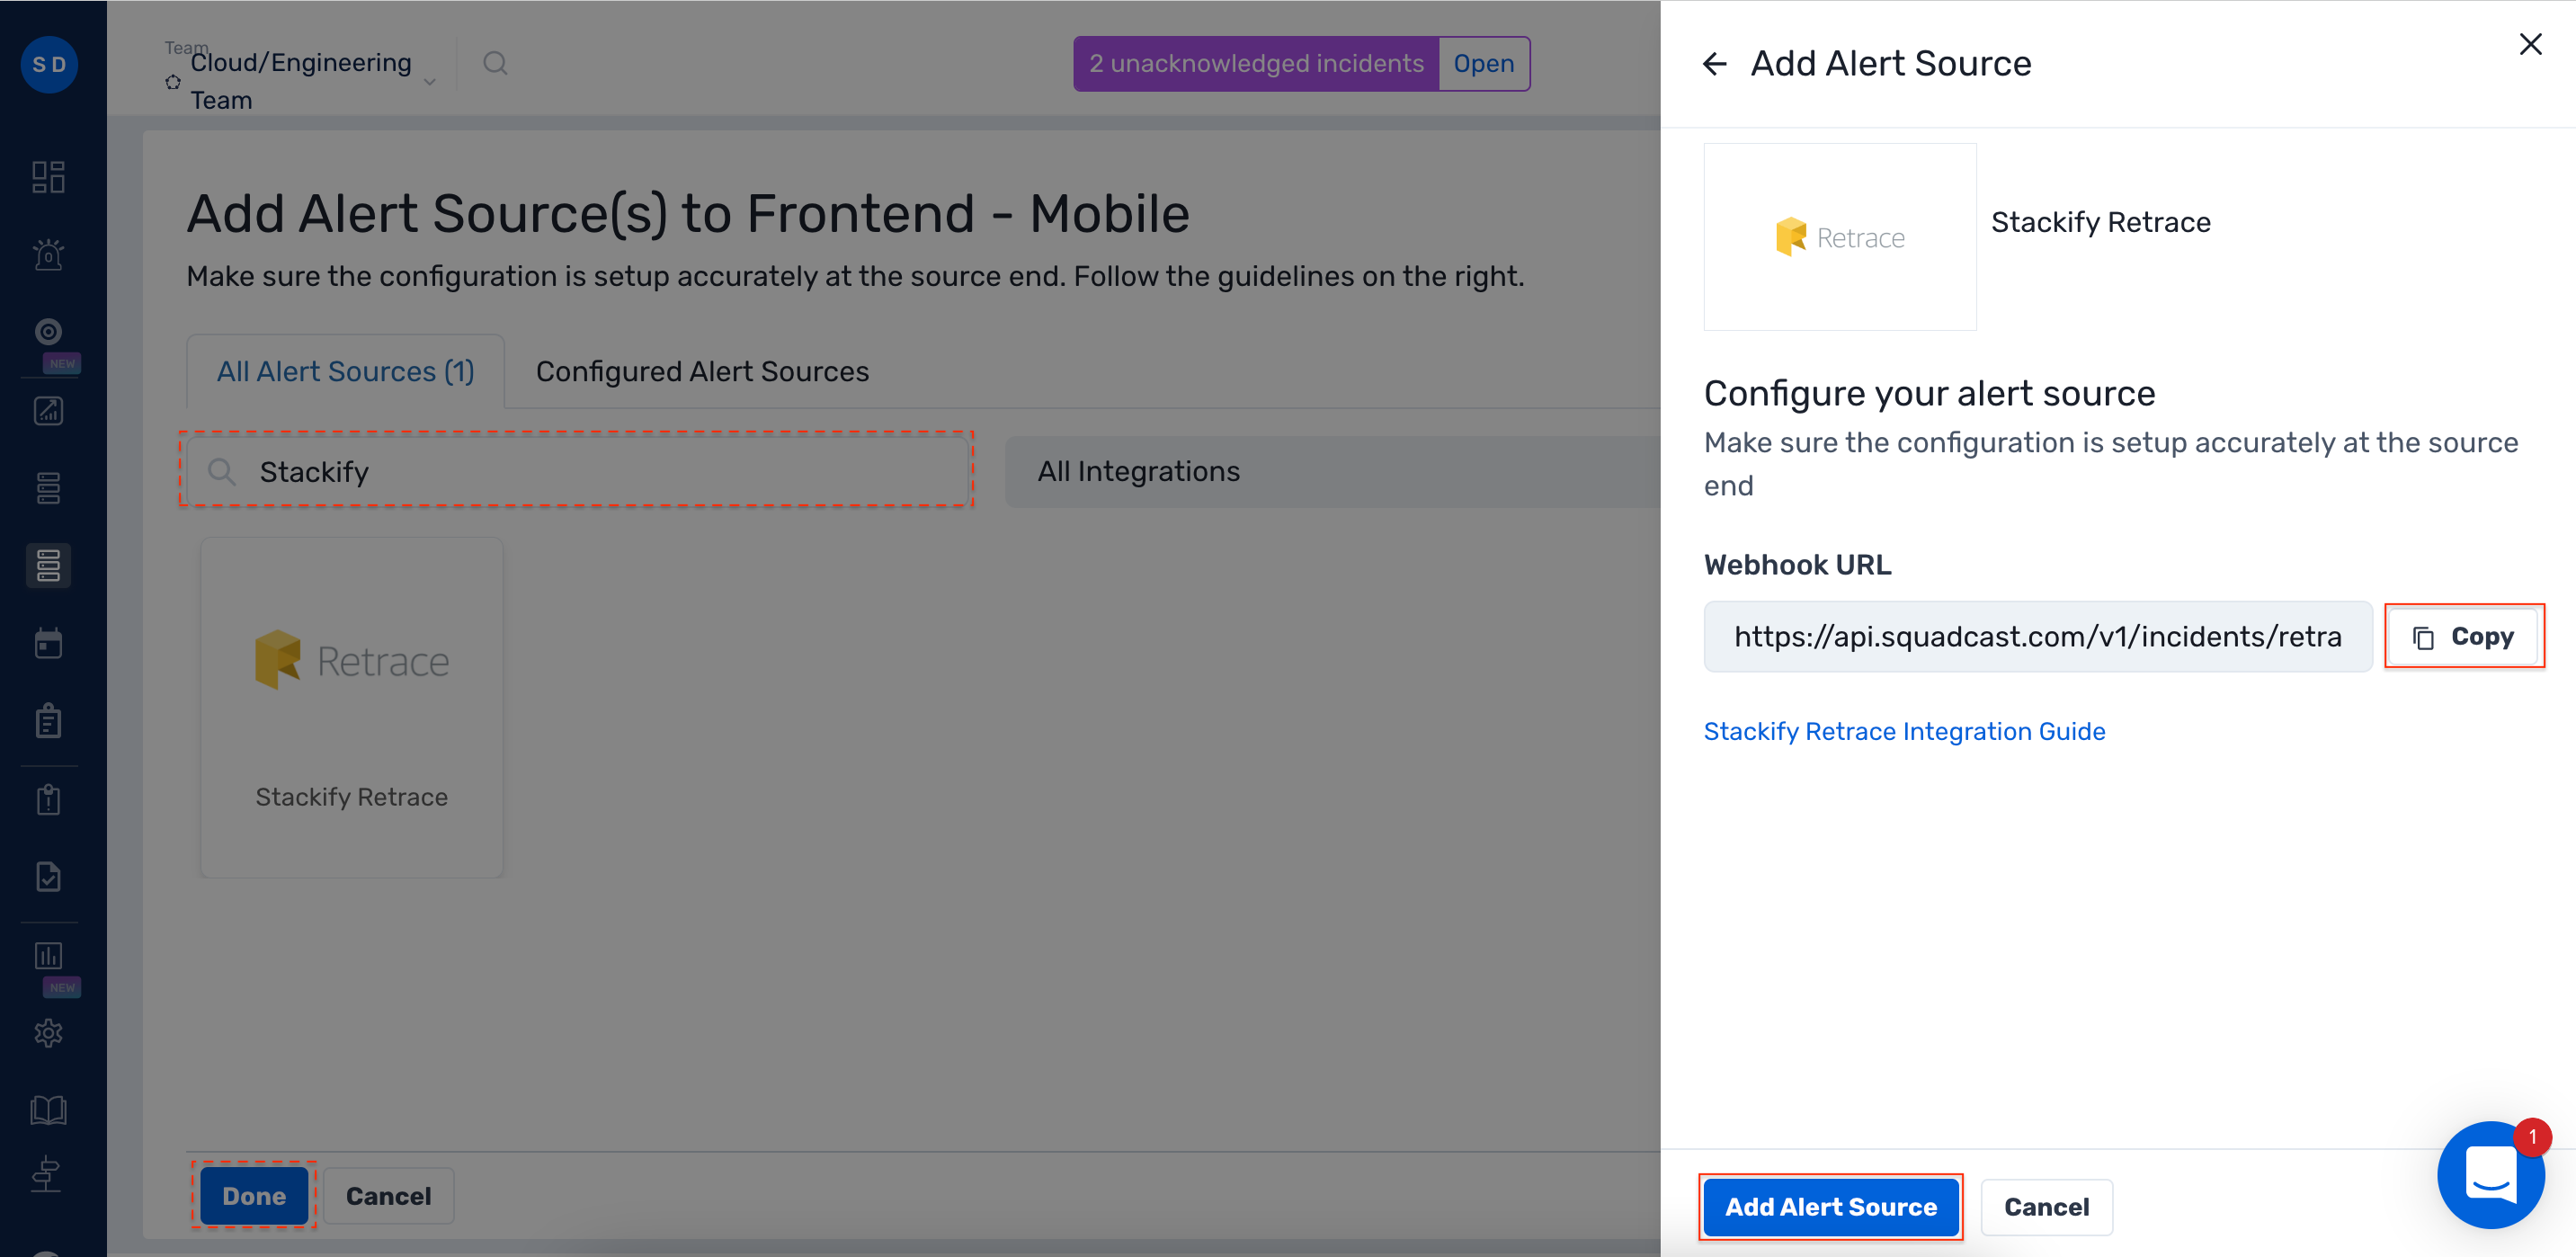 S D
Team
Cloud/Engineering
Team
2 unacknowledged incidents
Open
Add Alert Source(s) to Frontend - Mobile
Make sure the configuration is setup accurately at the source end. Follow the guidelines on the right.
All Alert Sources (1)
Configured Alert Sources
Stackify
All Integrations
Retrace
Stackify Retrace
Done
Cancel
NEW
NEW
Add Alert Source
Retrace
Stackify Retrace
Configure your alert source
Make sure the configuration is setup accurately at the source
end
Webhook URL
https://api.squadcast.com/v1/incidents/retra
Copy
Stackify Retrace Integration Guide
Add Alert Source
Cancel
1